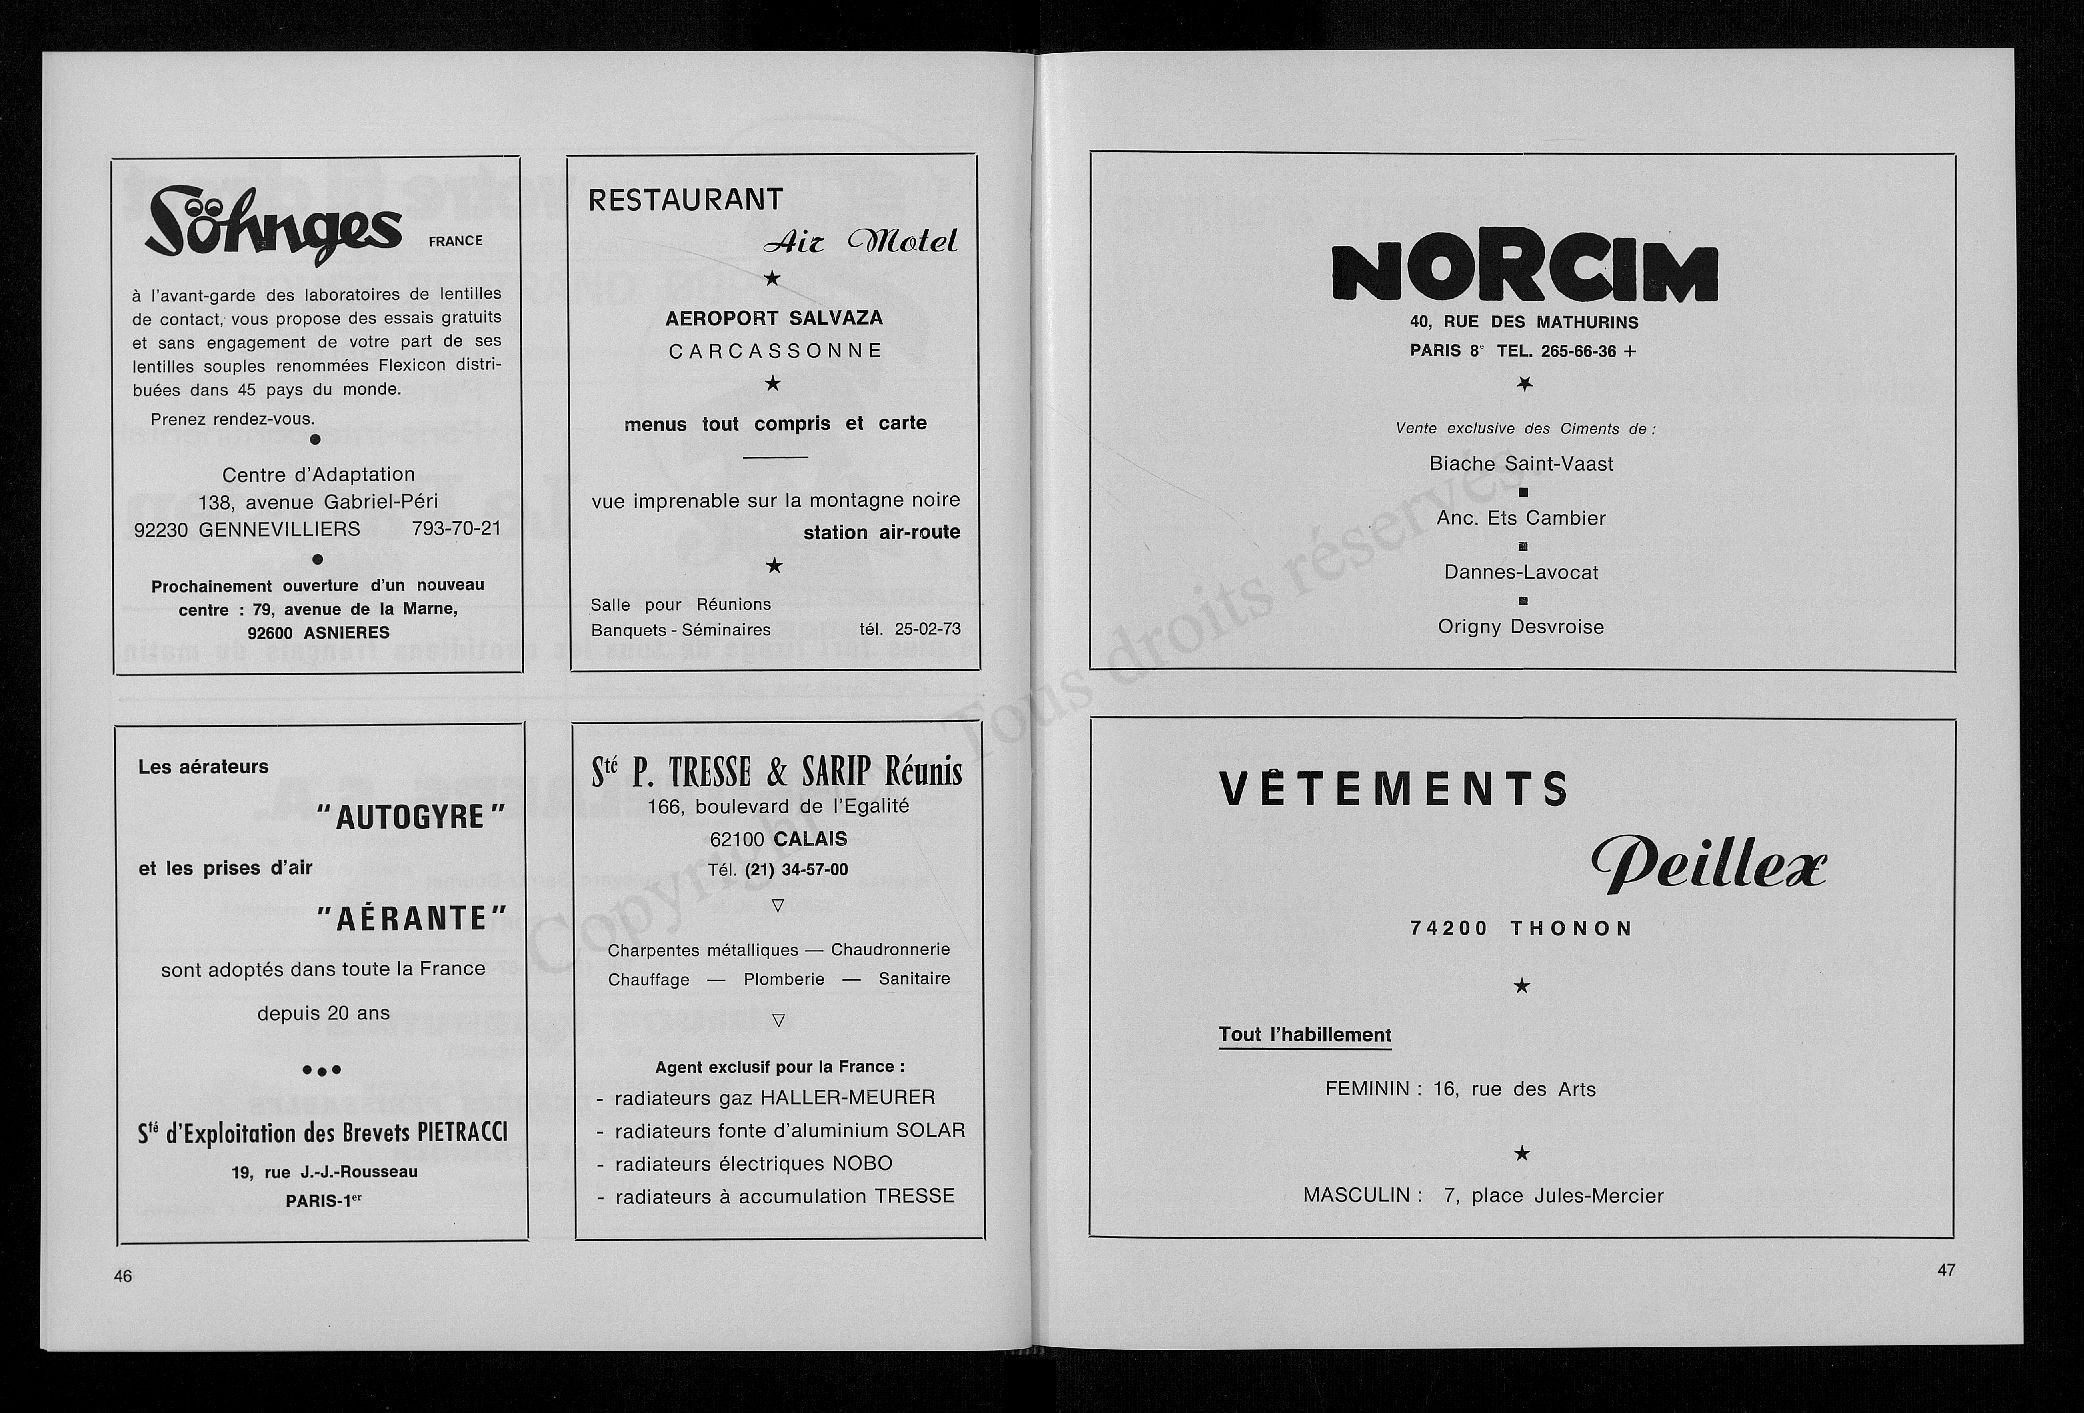 Söhnges FRANCE
à l'avant-garde des laboratoires de lentilles
de contact, vous propose des essais gratuits
et sans engagement de votre part de ses
lentilles souples renommées Flexicon distri-
buées dans 45 pays du monde.
Prenez rendez-vous.
Centre d'Adaptation
138, avenue Gabriel-Péri
92230 GENNEVILLIERS 793-70-21
Prochainement ouverture d'un nouveau
centre : 79, avenue de la Marne,
92600 ASNIERES
RESTAURANT
Air Motel
★
AEROPORT SALVAZA
CARCASSONNE
★
menus tout compris et carte
vue imprenable sur la montagne noire
station air-route
★
Salle pour Réunions
Banquets - Séminaires tél. 25-02-73
Les aérateurs
"AUTOGYRE"
et les prises d'air
"AÉRANTE"
sont adoptés dans toute la France
depuis 20 ans
Sté d'Exploitation des Brevets PIETRACCI
19, rue J.-J.-Rousseau
PARIS-1er
Sté P. TRESSE & SARIP Réunis
166, boulevard de l'Egalité
62100 CALAIS
Tél. (21) 34-57-00
Charpentes métalliques — Chaudronnerie
Chauffage — Plomberie — Sanitaire
Agent exclusif pour la France :
- radiateurs gaz HALLER-MEURER
- radiateurs fonte d'aluminium SOLAR
- radiateurs électriques NOBO
- radiateurs à accumulation TRESSE
46
NORCIM
40, RUE DES MATHURINS
PARIS 8e TEL. 265-66-36 +
★
Vente exclusive des Ciments de :
Biache Saint-Vaast
Anc. Ets Cambier
Dannes-Lavocat
Origny Desvroise
VÊTEMENTS
Peillex
74200 THONON
★
Tout l'habillement
FEMININ : 16, rue des Arts
★
MASCULIN : 7, place Jules-Mercier
47
Copyright Tous droits réservés